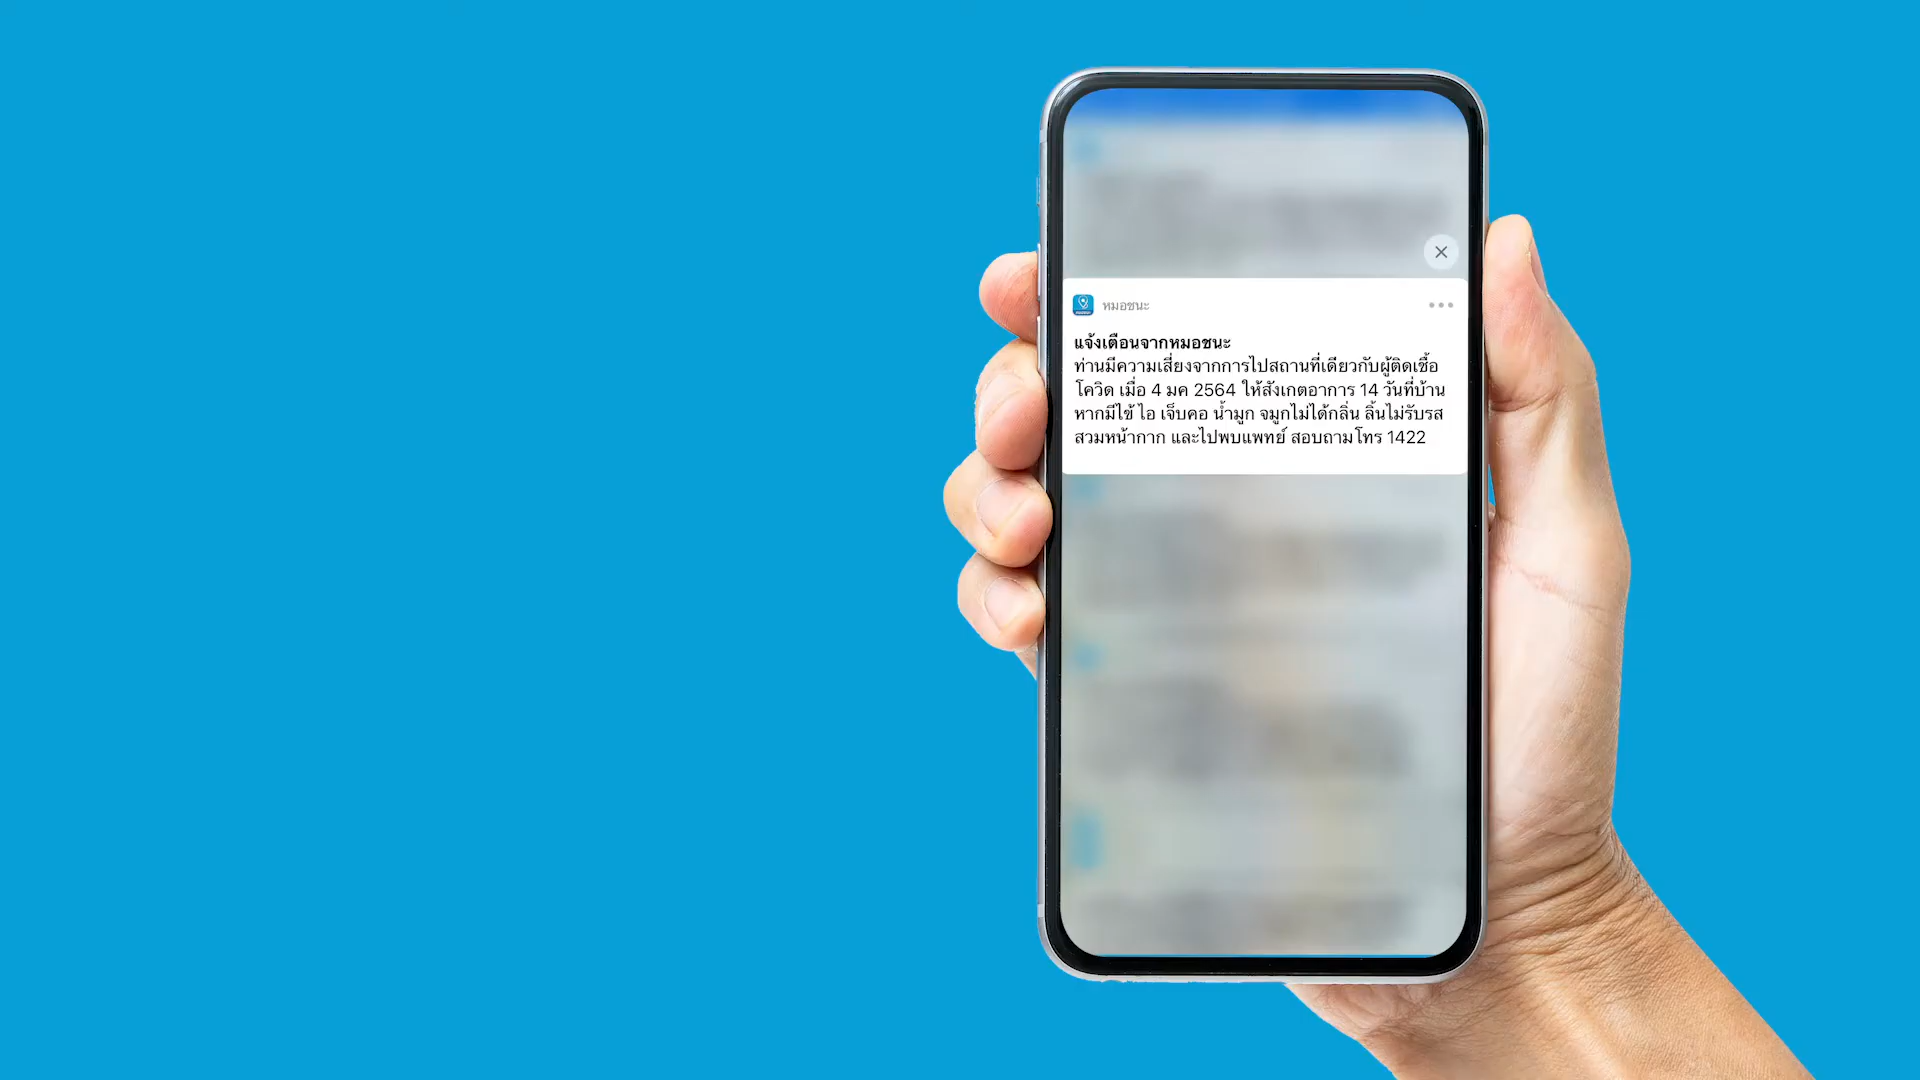 หมอชนะ
แจ้งเตือนจากหมอชนะ
ท่านมีความเสี่ยงจากการไปสถานที่เดียวกับผู้ติดเชื้อ
โควิด เมื่อ 4 มค 2564 ให้สังเกตอาการ 14 วันที่บ้าน
หากมีไข้ ไอ เจ็บคอ น้ำมูก จมูกไม่ได้กลิ่น ลิ้นไม่รับรส
สวมหน้ากาก และไปพบแพทย์ สอบถามโทร 1422